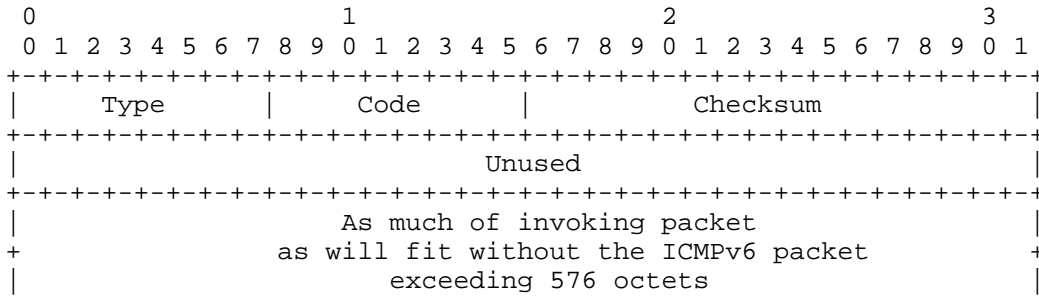 0                   1                   2                   3
 0 1 2 3 4 5 6 7 8 9 0 1 2 3 4 5 6 7 8 9 0 1 2 3 4 5 6 7 8 9 0 1
+-+-+-+-+-+-+-+-+-+-+-+-+-+-+-+-+-+-+-+-+-+-+-+-+-+-+-+-+-+-+-+-+
|     Type      |     Code      |          Checksum             |
+-+-+-+-+-+-+-+-+-+-+-+-+-+-+-+-+-+-+-+-+-+-+-+-+-+-+-+-+-+-+-+-+
|                             Unused                            |
+-+-+-+-+-+-+-+-+-+-+-+-+-+-+-+-+-+-+-+-+-+-+-+-+-+-+-+-+-+-+-+-+
|                    As much of invoking packet                 |
+                as will fit without the ICMPv6 packet          +
|                       exceeding 576 octets                    |